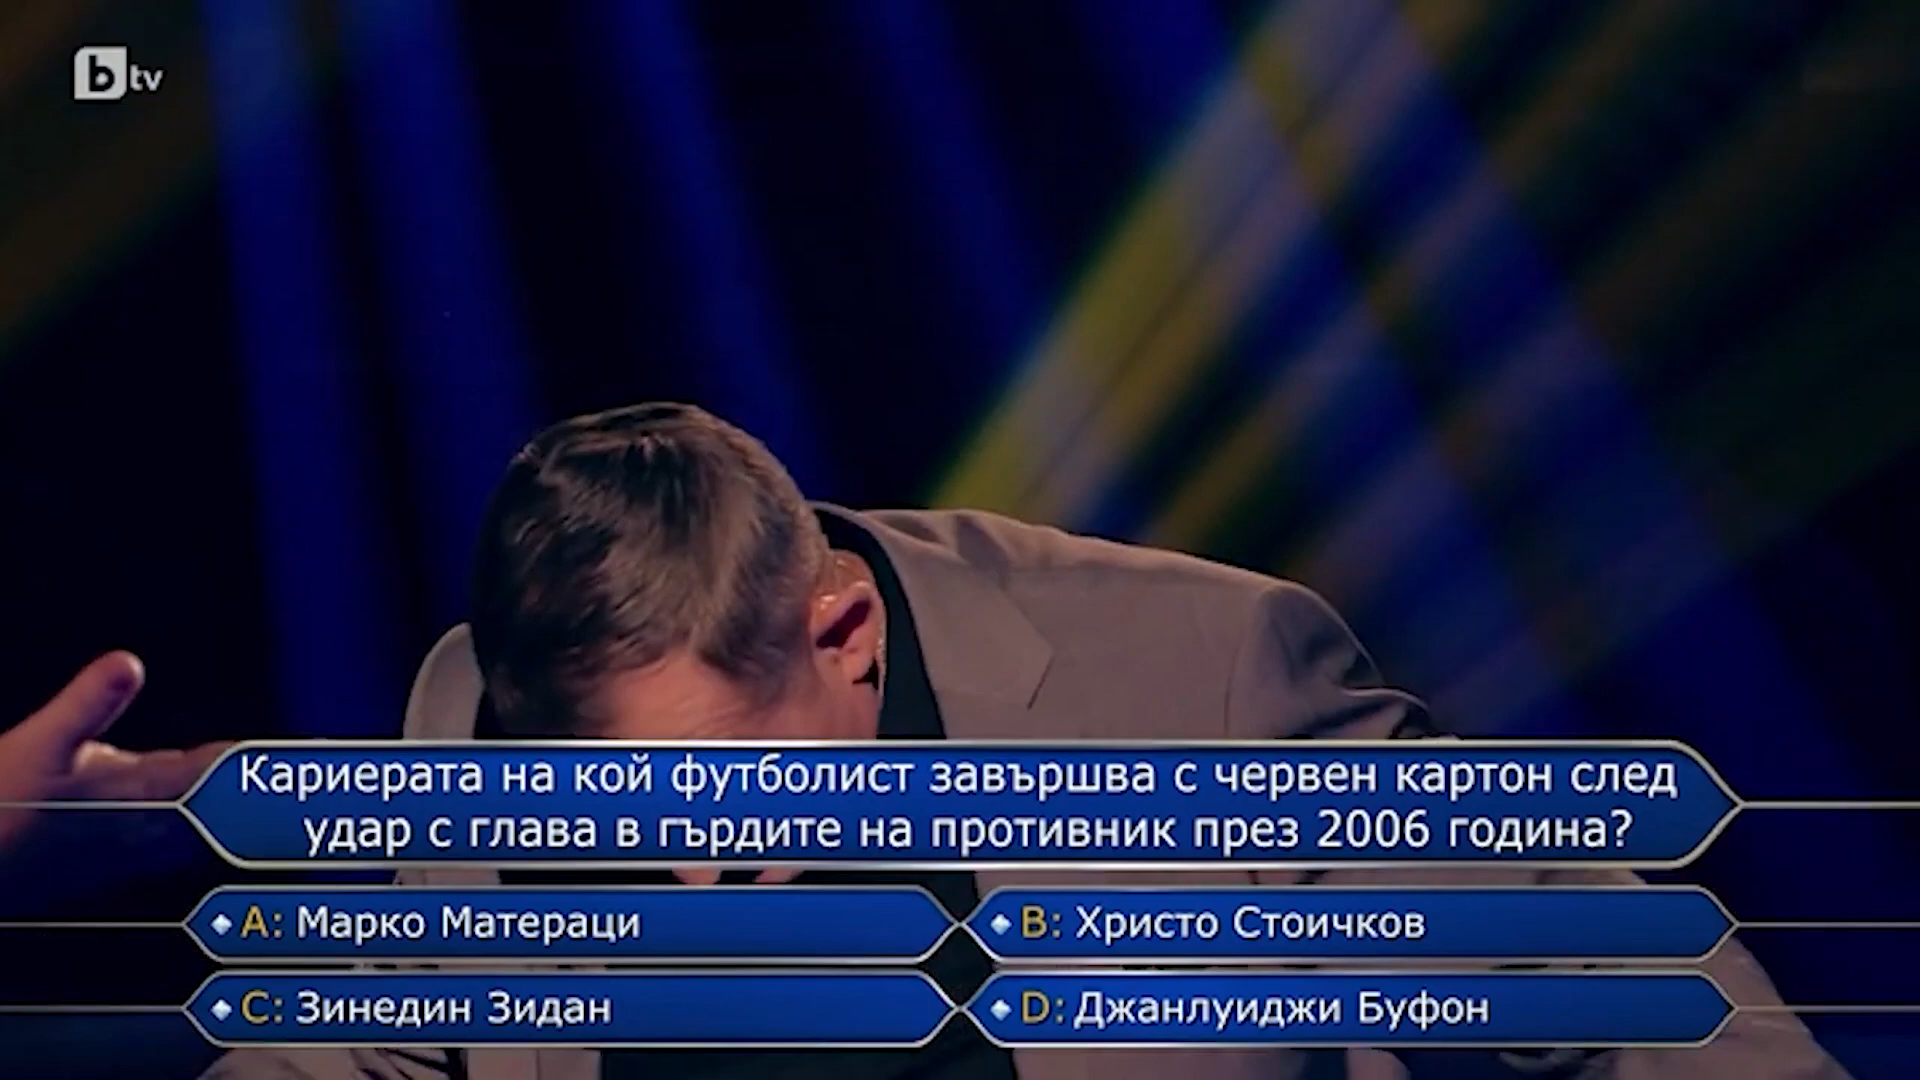 btv
Кариерата на кой футболист завършва с червен картон след
удар с глава в гърдите на противник през 2006 година?
A: Марко Матераци
B: Христо Стоичков
C: Зинедин Зидан
D: Джанлуиджи Буфон